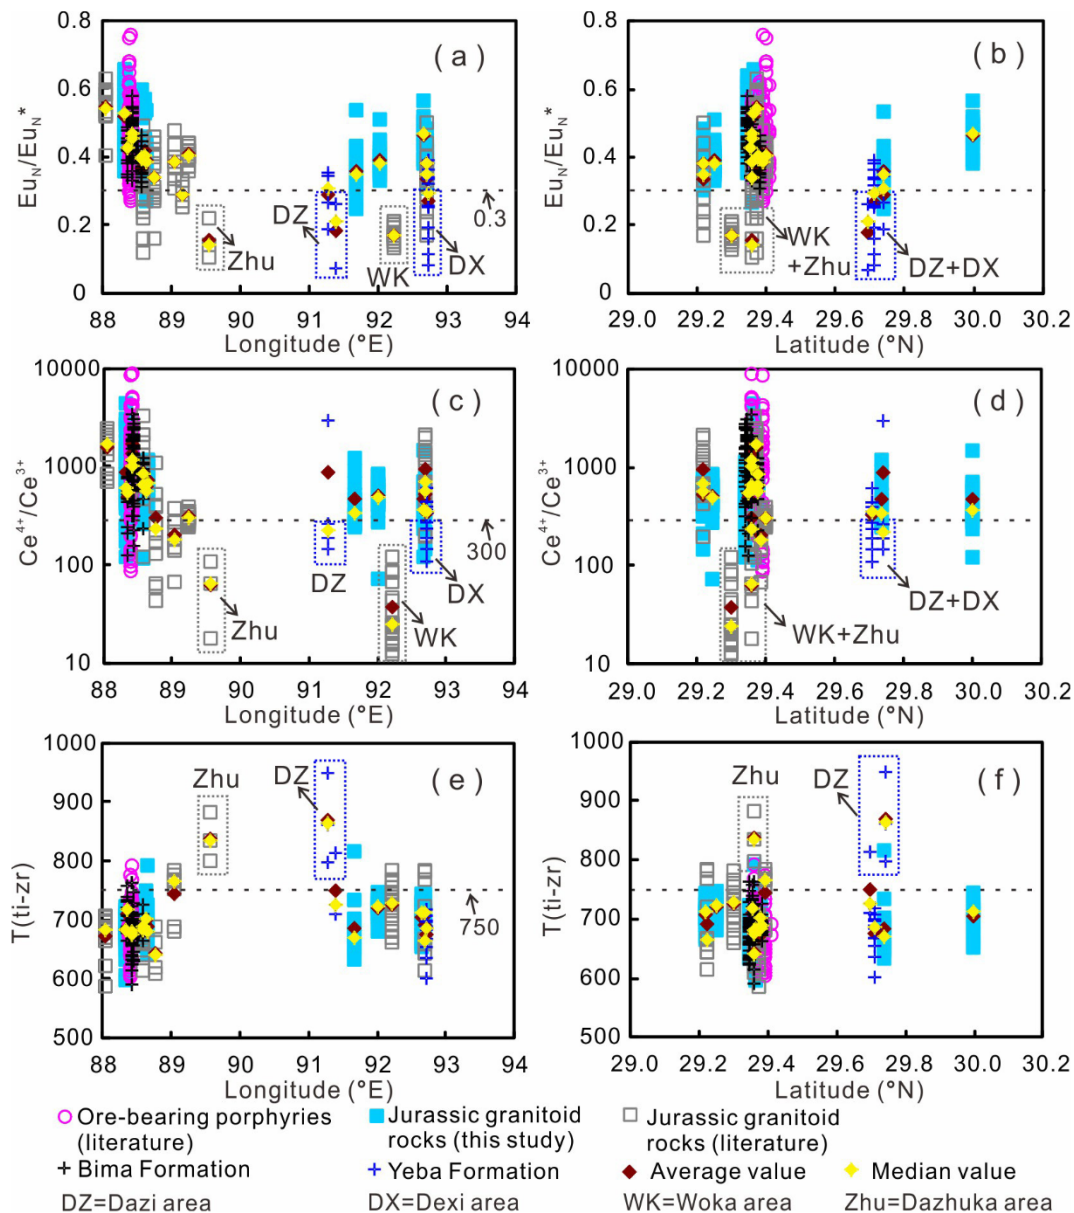 0.8
0.6
0.4
0.2
0
Eu_N/Eu_N*
( a )
Zhu
DZ
WK
DX
0.3
88 89 90 91 92 93 94
Longitude (°E)
0.8
0.6
0.4
0.2
0
Eu_N/Eu_N*
( b )
WK
+Zhu
DZ+DX
29.0 29.2 29.4 29.6 29.8 30.0 30.2
Latitude (°N)
10000
1000
100
10
Ce⁴⁺/Ce³⁺
( c )
300
DZ
DX
Zhu
WK
88 89 90 91 92 93 94
Longitude (°E)
10000
1000
100
10
Ce⁴⁺/Ce³⁺
( d )
DZ+DX
WK+Zhu
29.0 29.2 29.4 29.6 29.8 30.0 30.2
Latitude (°N)
1000
900
800
700
600
500
T(ti-zr)
( e )
Zhu
DZ
750
88 89 90 91 92 93 94
Longitude (°E)
1000
900
800
700
600
500
T(ti-zr)
( f )
Zhu
DZ
29.0 29.2 29.4 29.6 29.8 30.0 30.2
Latitude (°N)
Ore-bearing porphyries
(literature)
Jurassic granitoid
rocks (this study)
Jurassic granitoid
rocks (literature)
Bima Formation
Yeba Formation
Average value
Median value
DZ=Dazi area
DX=Dexi area
WK=Woka area
Zhu=Dazhuka area